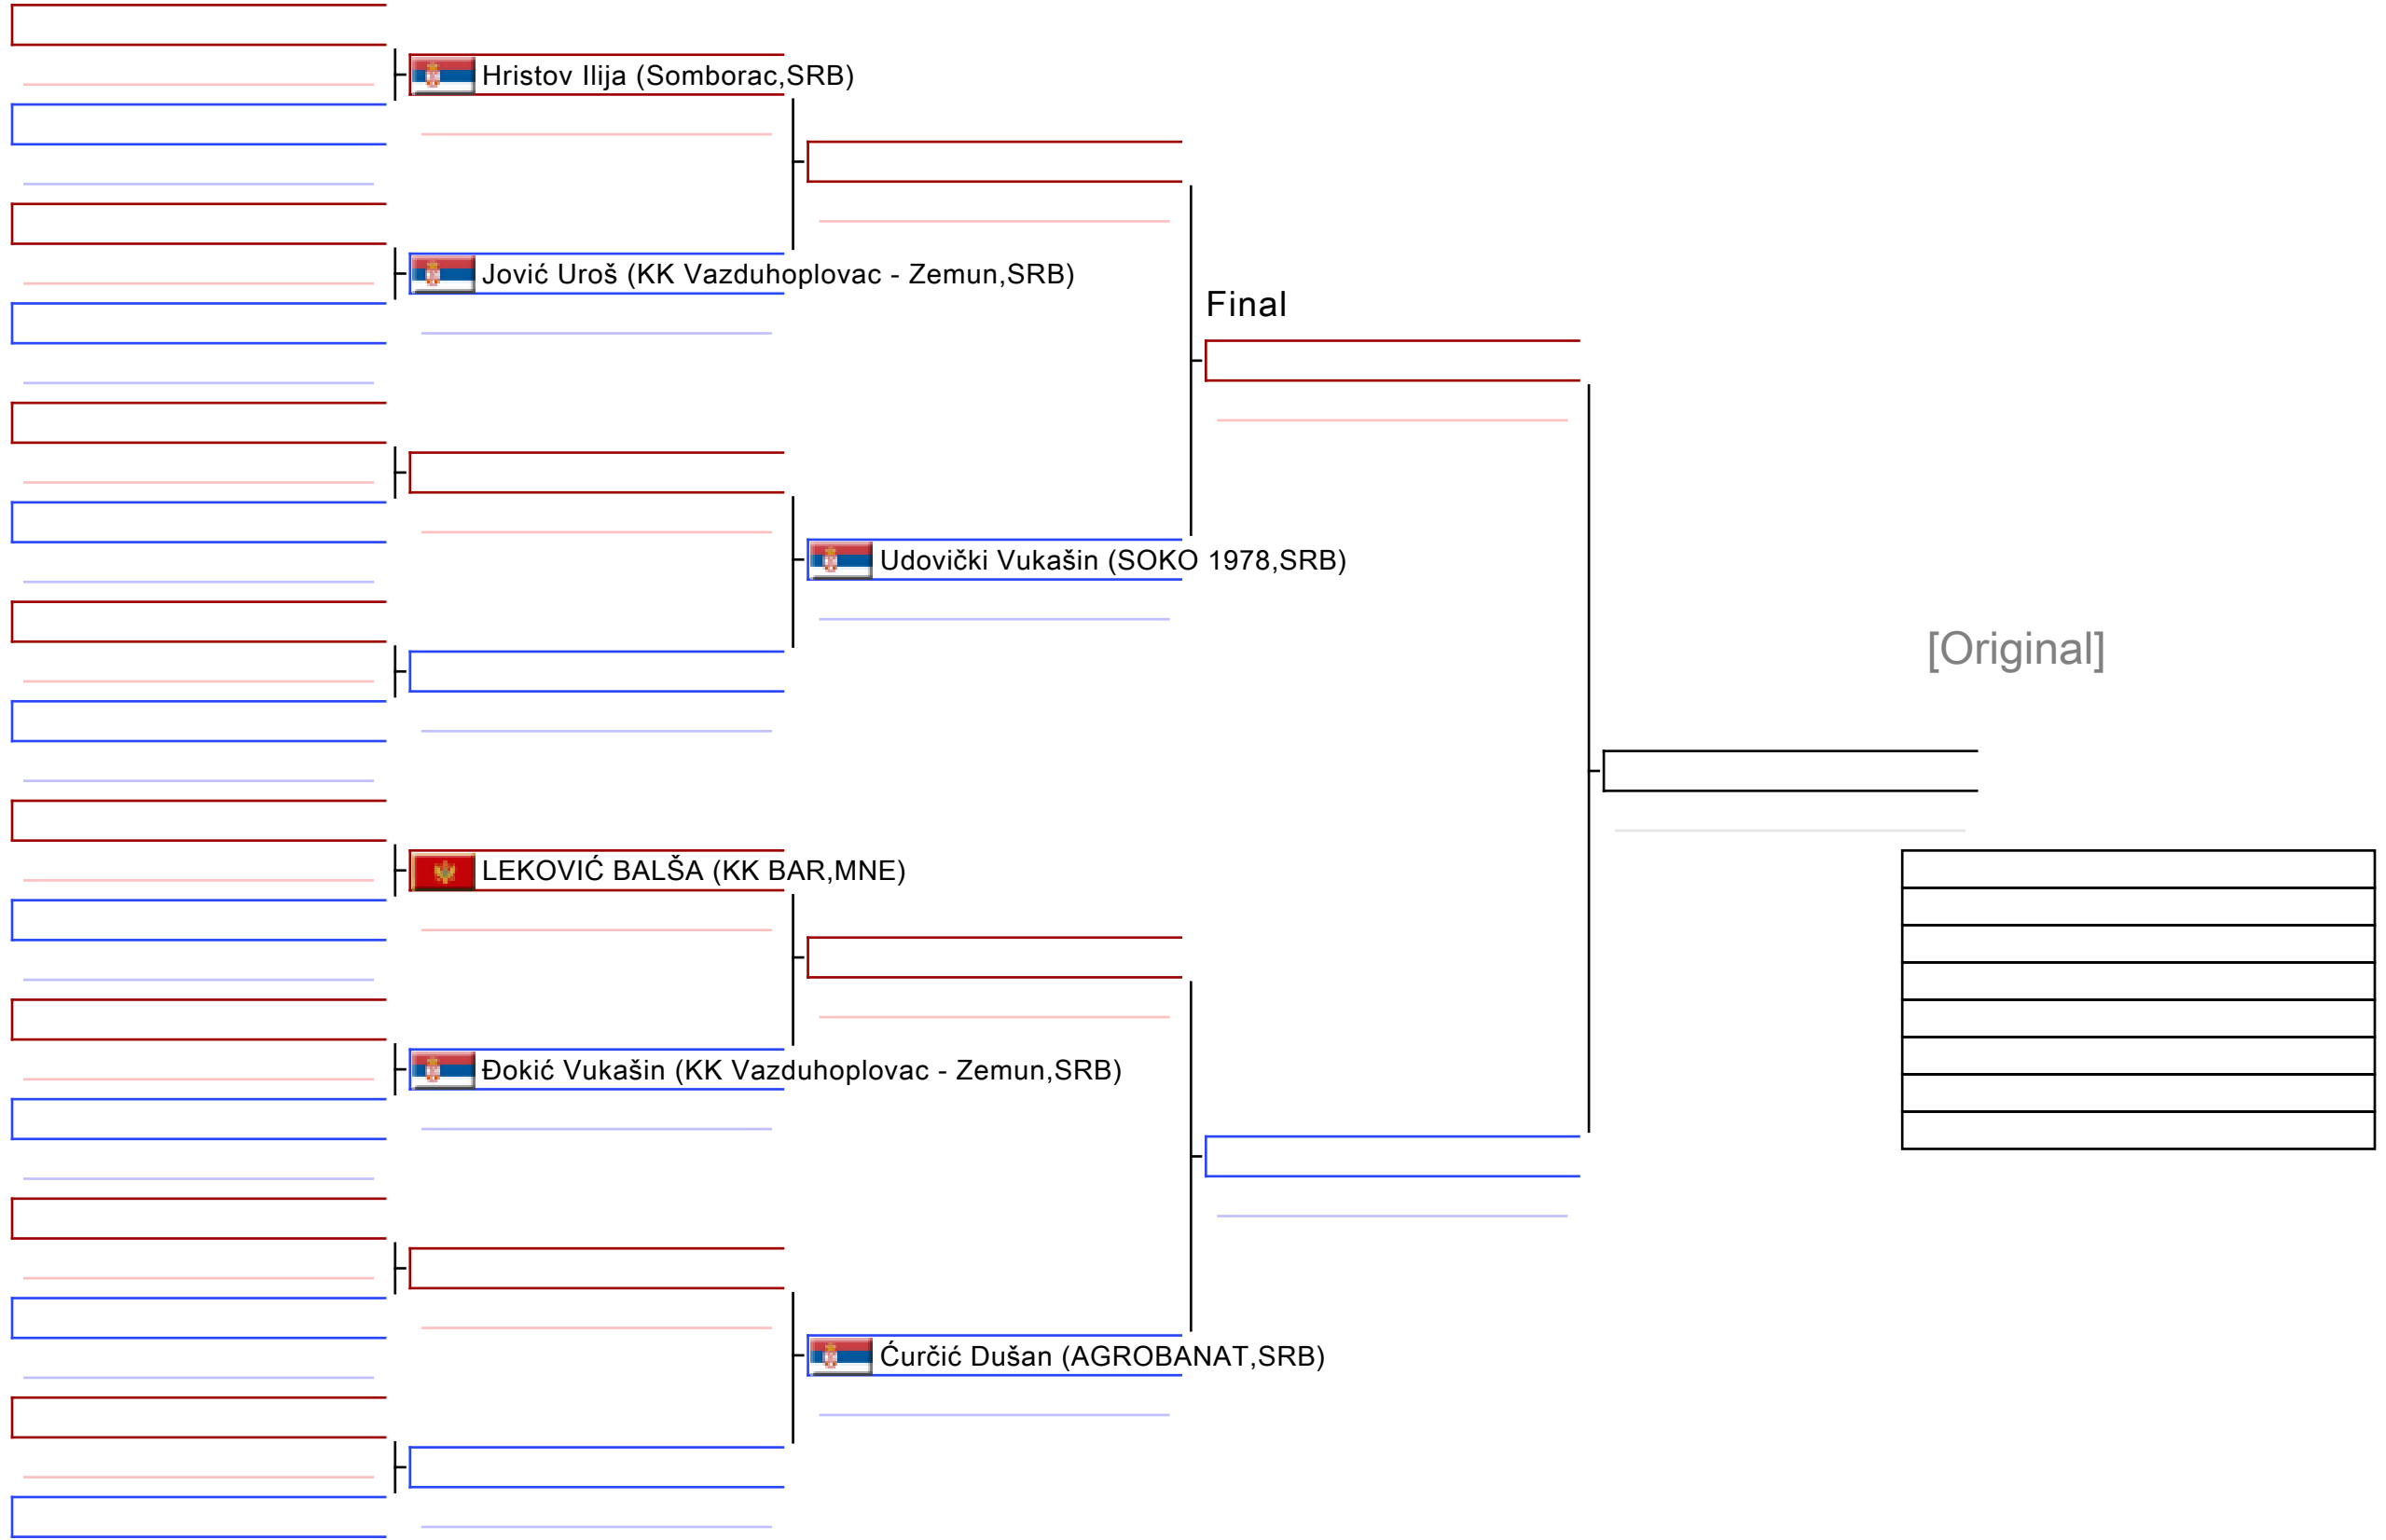 Hristov Ilija (Somborac,SRB)
Jović Uroš (KK Vazduhoplovac - Zemun,SRB)
Final
Udovički Vukašin (SOKO 1978,SRB)
[Original]
LEKOVIĆ BALŠA (KK BAR,MNE)
Đokić Vukašin (KK Vazduhoplovac - Zemun,SRB)
Ćurčić Dušan (AGROBANAT,SRB)